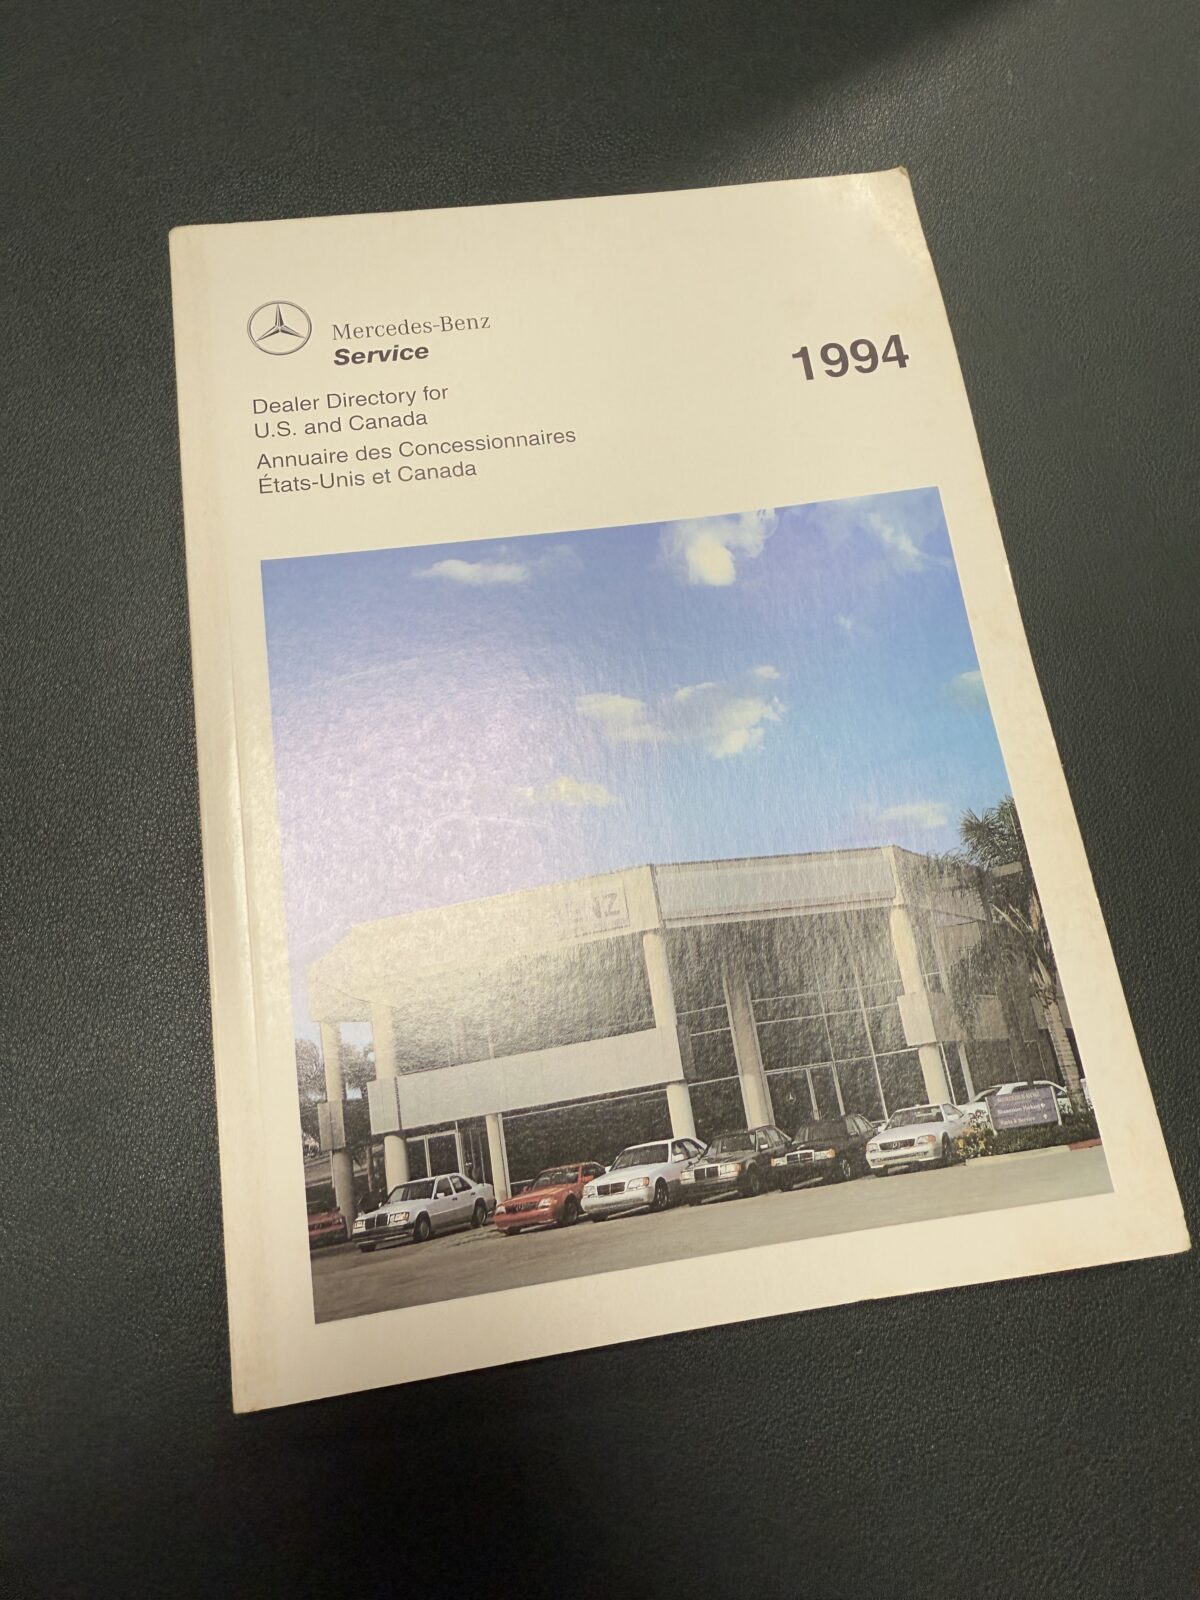 Mercedes-Benz
Service
1994
Dealer Directory for
U.S. and Canada
Annuaire des Concessionnaires
États-Unis et Canada